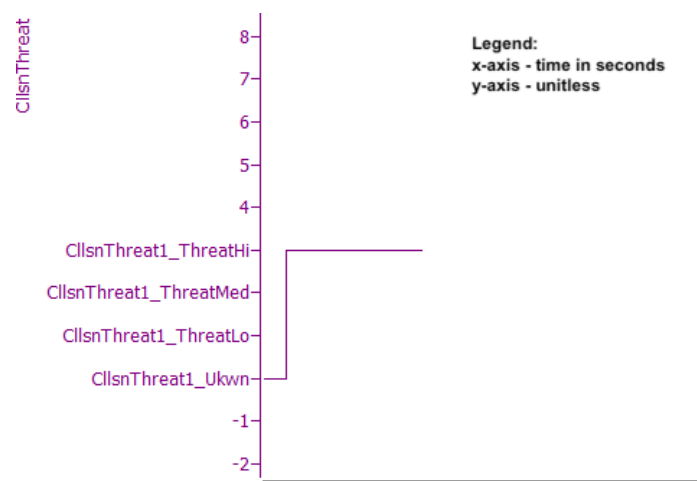 CllsnThreat
8
7
6
5
4
CllsnThreat1_ThreatHi
CllsnThreat1_ThreatMed
CllsnThreat1_ThreatLo
CllsnThreat1_Ukwn
-1
-2
Legend:
x-axis - time in seconds
y-axis - unitless